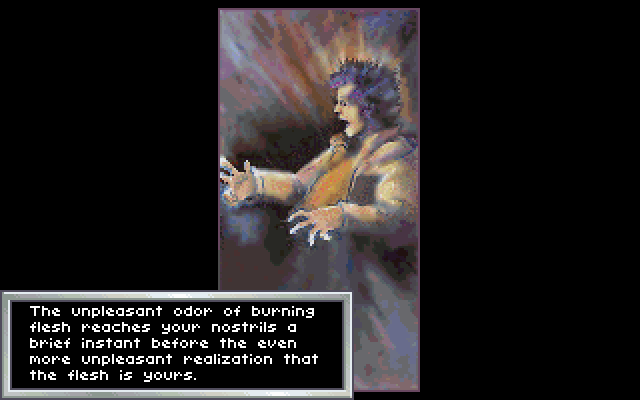 The unpleasant odor of burning
flesh reaches your nostrils a
brief instant before the even
more unpleasant realization that
the flesh is yours.